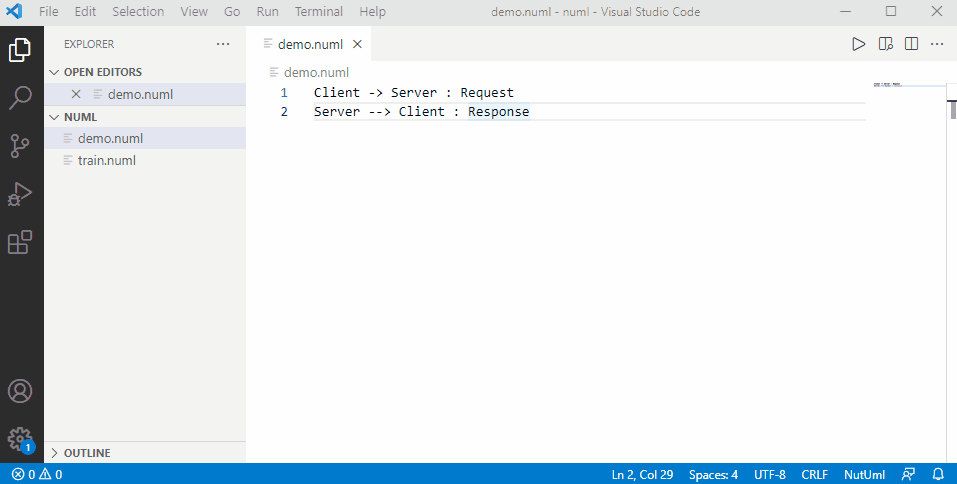 File Edit Selection View Go Run Terminal Help demo.numl - numl - Visual Studio Code
EXPLORER
demo.numl
OPEN EDITORS
demo.numl
demo.numl
1 Client -> Server : Request
2 Server --> Client : Response
NUML
demo.numl
train.numl
OUTLINE
1
0 0 Ln 2, Col 29 Spaces: 4 UTF-8 CRLF NutUml